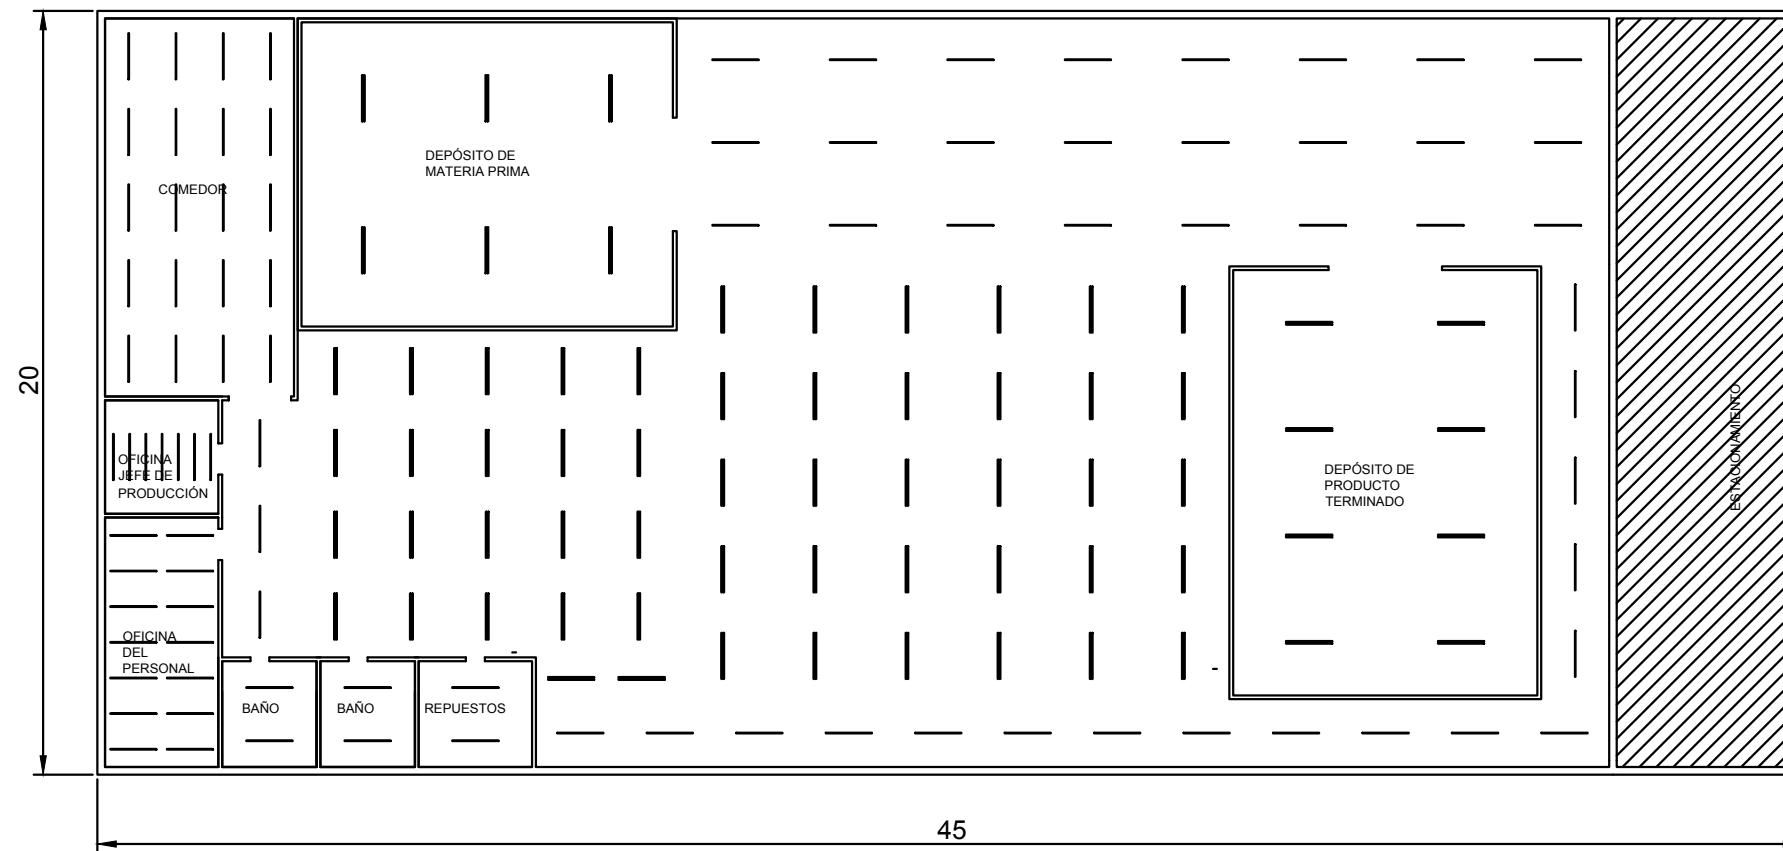 DEPÓSITO DE
MATERIA PRIMA
COMEDOR
20
ESTACIONAMIENTO
OFICINA
JEFE DE
PRODUCCIÓN
DEPÓSITO DE
PRODUCTO
TERMINADO
OFICINA
DEL
PERSONAL
BAÑO
BAÑO
REPUESTOS
45